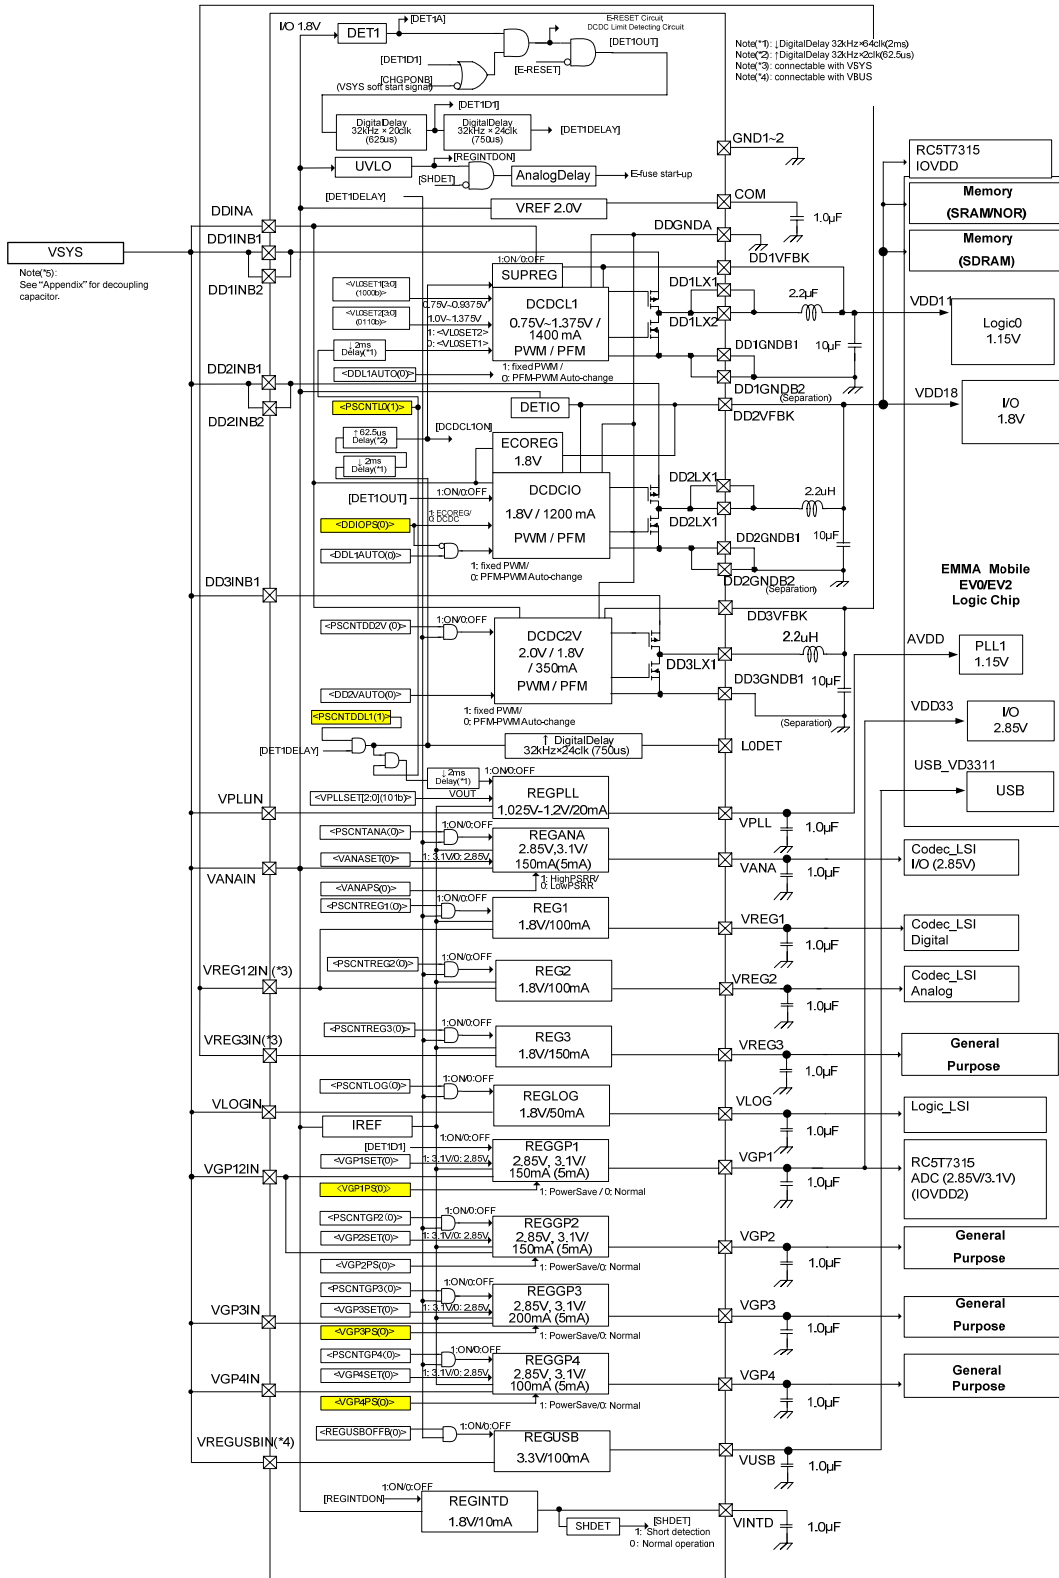 I/O 1.8V
DET1
[DET1A]
E-RESET Circuit,
DCDC Limit Detecting Circuit
[DET1OUT]
[DET1D1]
[E-RESET]
[CHGPONB]
(VSYS soft start signal)
Note(*1): ↓DigitalDelay 32kHz×64clk(2ms)
Note(*2): ↑DigitalDelay 32kHz×2clk(62.5us)
Note(*3): connectable with VSYS
Note(*4): connectable with VBUS
[DET1D1]
DigitalDelay
32kHz × 20clk
(625us)
DigitalDelay
32kHz × 24clk
(750us)
[DET1DELAY]
GND1~2
UVLO
[REGINTDON]
[SHDET]
AnalogDelay
E-fuse start-up
RC5T7315
IOVDD
[DET1DELAY]
VREF 2.0V
COM
1.0µF
Memory
(SRAM/NOR)
DDINA
DDGNDA
VSYS
Note(*5):
See "Appendix" for decoupling
capacitor.
DD1INB1
DD1INB2
1:ON/0:OFF
SUPREG
DD1VFBK
Memory
(SDRAM)
<VL0SET1[3:0]
(1000b)>
0.75V~0.9375V
<VL0SET2[3:0]
(0110b)>
1.0V~1.375V
1: <VL0SET2>
0: <VL0SET1>
DCDCL1
0.75V~1.375V /
1400 mA
PWM / PFM
DD1LX1
DD1LX2
2.2µF
VDD11
Logic0
1.15V
↓2ms
Delay(*1)
10µF
DD1GNDB1
DD1GNDB2
(Separation)
<DDL1AUTO(0)>
1: fixed PWM /
0: PFM-PWM Auto-change
DD2INB1
DD2INB2
<PSCNTL0(1)>
DETIO
DD2VFBK
VDD18
I/O
1.8V
↑62.5us
Delay(*2)
[DCDCL1ON]
↓2ms
Delay(*1)
ECOREG
1.8V
[DET1OUT]
1:ON/0:OFF
<DDIOPS(0)>
1: ECOREG/
0: DCDC
DCDCIO
1.8V / 1200 mA
PWM / PFM
DD2LX1
DD2LX1
2.2uH
10µF
<DDL1AUTO(0)>
1: fixed PWM/
0: PFM-PWM Auto-change
DD2GNDB1
DD2GNDB2
(Separation)
EMMA Mobile
EV0/EV2
Logic Chip
DD3INB1
DD3VFBK
<PSCNTDD2V(0)>
1:ON/0:OFF
DCDC2V
2.0V / 1.8V
/ 350mA
PWM / PFM
DD3LX1
2.2uH
AVDD
PLL1
1.15V
<DD2VAUTO(0)>
1: fixed PWM/
0: PFM-PWM Auto-change
DD3GNDB1
10µF
(Separation)
VDD33
I/O
2.85V
<PSCNTDDL1(1)>
[DET1DELAY]
↑ DigitalDelay
32kHz×24clk (750us)
L0DET
USB_VD3311
USB
↓2ms
Delay(*1)
1:ON/0:OFF
VPLLIN
<VPLLSET[2:0](101b)>
VOUT
REGPLL
1.025V~1.2V/20mA
VPLL
1.0µF
<PSCNTANA(0)>
1:ON/0:OFF
<VANASET(0)>
1: 3.1V/0: 2.85V
REGANA
2.85V,3.1V/
150mA(5mA)
VANAIN
VANA
1.0µF
Codec_LSI
I/O (2.85V)
<VANAPS(0)>
1: HighPSRR/
0: LowPSRR
<PSCNTREG1(0)>
1:ON/0:OFF
REG1
1.8V/100mA
VREG1
1.0µF
Codec_LSI
Digital
VREG12IN(*3)
<PSCNTREG2(0)>
1:ON/0:OFF
REG2
1.8V/100mA
VREG2
1.0µF
Codec_LSI
Analog
VREG3IN(*3)
<PSCNTREG3(0)>
1:ON/0:OFF
REG3
1.8V/150mA
VREG3
1.0µF
General
Purpose
<PSCNTLOG(0)>
1:ON/0:OFF
VLOGIN
REGLOG
1.8V/50mA
VLOG
1.0µF
Logic_LSI
IREF
1:ON/0:OFF
[DET1D1]
<VGP1SET(0)>
1: 3.1V/0: 2.85V
REGGP1
2.85V, 3.1V/
150mA (5mA)
VGP12IN
VGP1
1.0µF
RC5T7315
ADC (2.85V/3.1V)
(IOVDD2)
<VGP1PS(0)>
1: PowerSave / 0: Normal
<PSCNTGP2(0)>
1:ON/0:OFF
<VGP2SET(0)>
1: 3.1V/0: 2.85V
REGGP2
2.85V, 3.1V/
150mA (5mA)
VGP2
1.0µF
General
Purpose
<VGP2PS(0)>
1: PowerSave/0: Normal
<PSCNTGP3(0)>
1:ON/0:OFF
<VGP3SET(0)>
1: 3.1V/0: 2.85V
REGGP3
2.85V, 3.1V/
200mA (5mA)
VGP3IN
VGP3
1.0µF
General
Purpose
<VGP3PS(0)>
1: PowerSave/0: Normal
<PSCNTGP4(0)>
1:ON/0:OFF
<VGP4SET(0)>
1: 3.1V/0: 2.85V
REGGP4
2.85V, 3.1V/
100mA (5mA)
VGP4IN
VGP4
1.0µF
General
Purpose
<VGP4PS(0)>
1: PowerSave/0: Normal
<REGUSBOFFB(0)>
1:ON/0:OFF
VREGUSBIN(*4)
REGUSB
3.3V/100mA
VUSB
1.0µF
1:ON/0:OFF
[REGINTDON]
REGINTD
1.8V/10mA
VINTD
1.0µF
SHDET
[SHDET]
1: Short detection
0: Normal operation